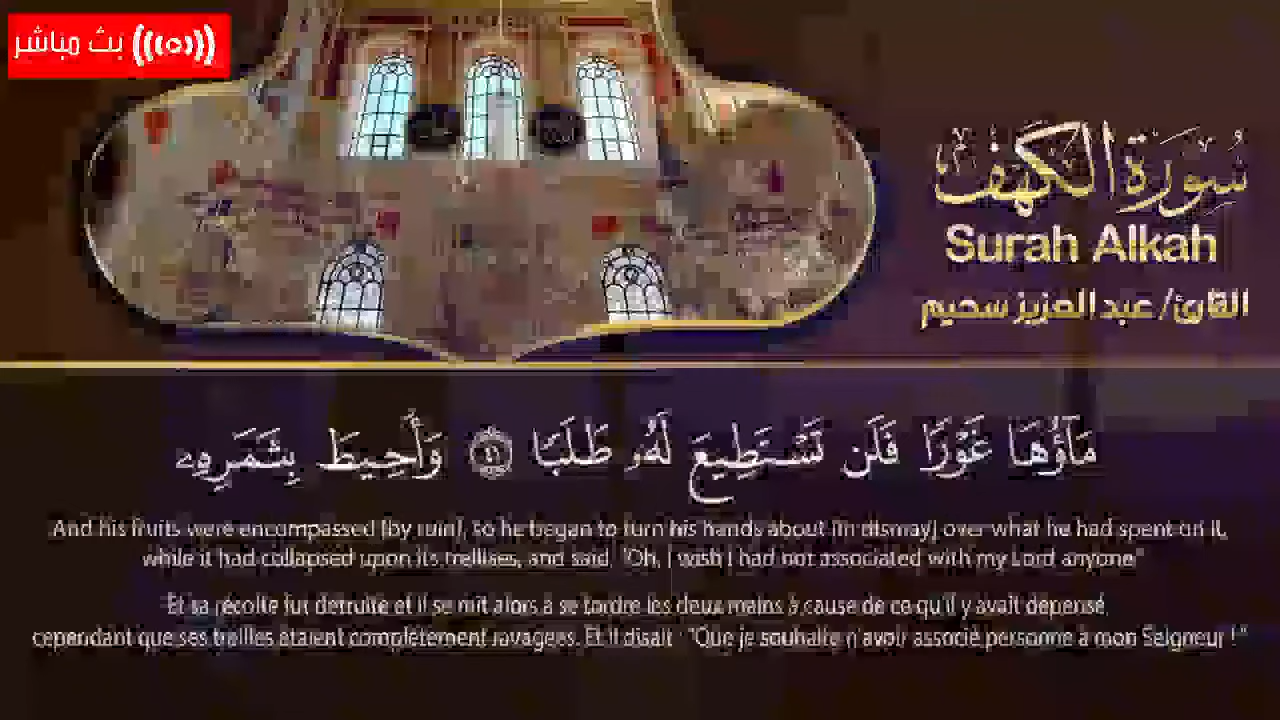 بث مباشر
سُورَة الكَهف
Surah Alkah
القارئ/ عبد العزيز سحيم
مَآؤُهَا غَوْرًا فَلَن تَسْتَطِيعَ لَهُۥ طَلَبًا ٤١ وَأُحِيطَ بِثَمَرِهِۦ
And his fruits were encompassed [by ruin], so he began to turn his hands about [in dismay] over what he had spent on it,
while it had collapsed upon its trellises, and said, "Oh, I wish I had not associated with my Lord anyone"
Et sa récolte fut détruite et il se mit alors à se tordre les deux mains à cause de ce qu'il y avait dépensé,
cependant que ses treilles étaient complètement ravagées. Et il disait : "Que je souhaite n'avoir associé personne à mon Seigneur ! "